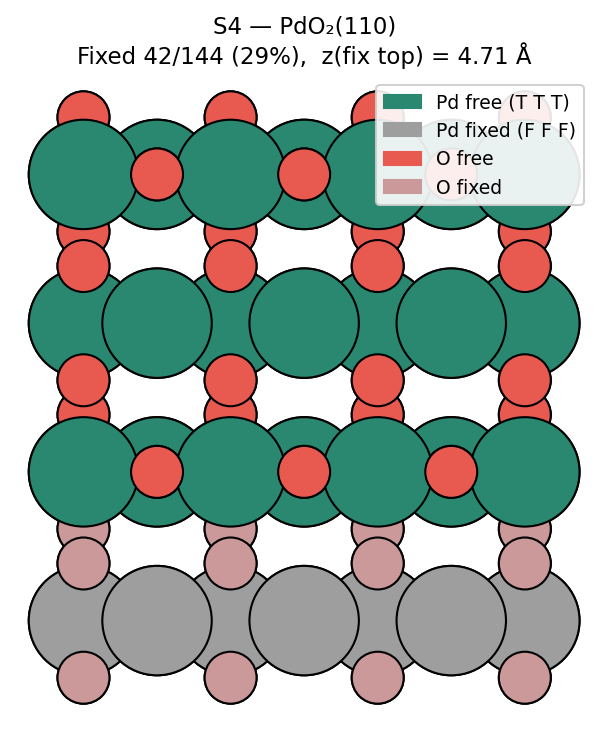 S4 — PdO₂(110)
Fixed 42/144 (29%),  z(fix top) = 4.71 Å
Pd free (T T T)
Pd fixed (F F F)
O free
O fixed